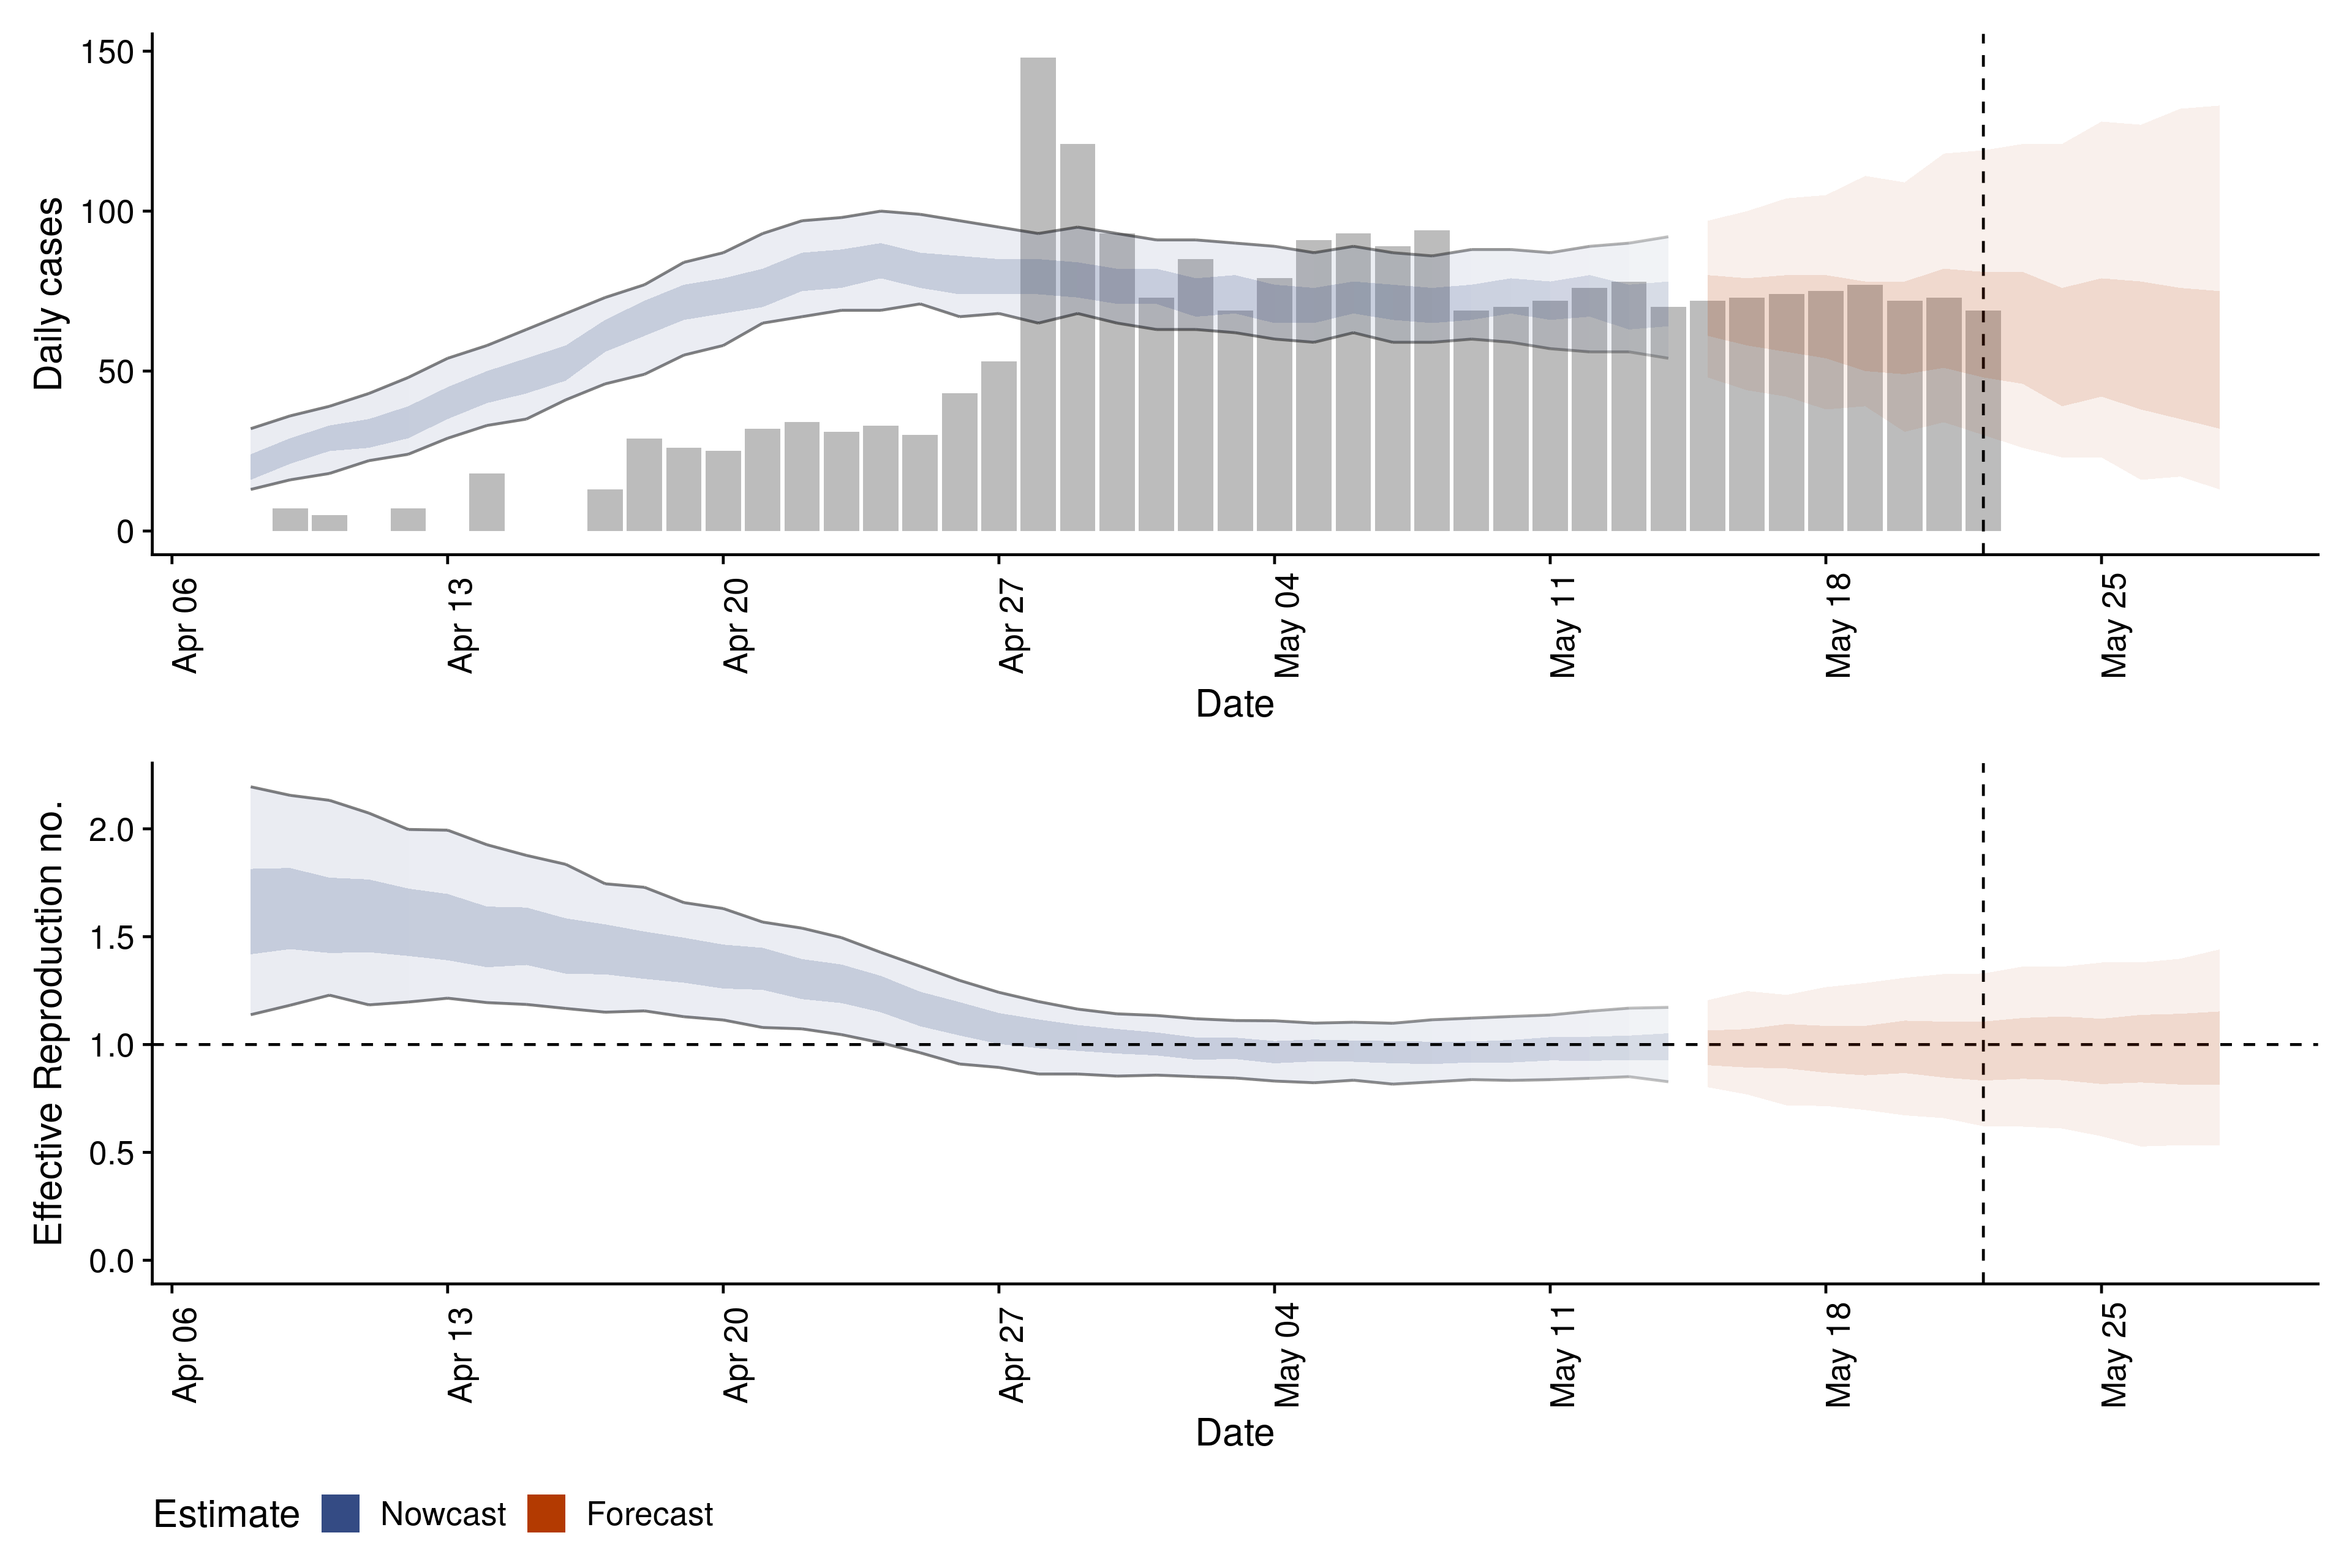 Daily cases
150
100
50
0
Apr 06
Apr 13
Apr 20
Apr 27
May 04
May 11
May 18
May 25
Date
Effective Reproduction no.
2.0
1.5
1.0
0.5
0.0
Apr 06
Apr 13
Apr 20
Apr 27
May 04
May 11
May 18
May 25
Date
Estimate Nowcast Forecast